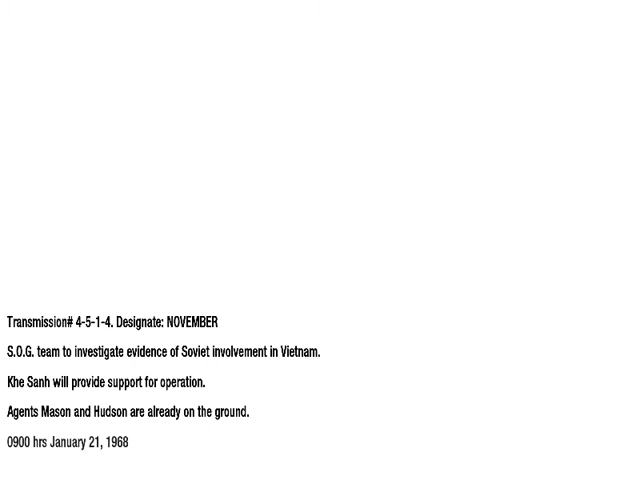 Transmission# 4-5-1-4. Designate: NOVEMBER
S.O.G. team to investigate evidence of Soviet involvement in Vietnam.
Khe Sanh will provide support for operation.
Agents Mason and Hudson are already on the ground.
0900 hrs January 21, 1968